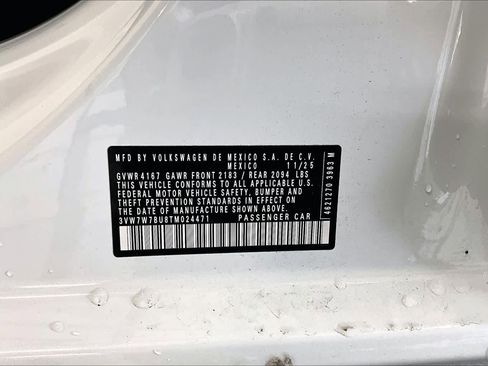 MFD BY VOLKSWAGEN DE MEXICO S.A. DE C.V.
MEXICO 11/25
GVWR 4167 GAWR FRONT 2183 / REAR 2094 LBS
THIS VEHICLE CONFORMS TO ALL APPLICABLE U.S.
FEDERAL MOTOR VEHICLE SAFETY, BUMPER AND
THEFT PREVENTION STANDARDS IN EFFECT ON
THE DATE OF MANUFACTURE SHOWN ABOVE.
3VW7W7BU8TM024471 PASSENGER CAR
4621270 3963 M